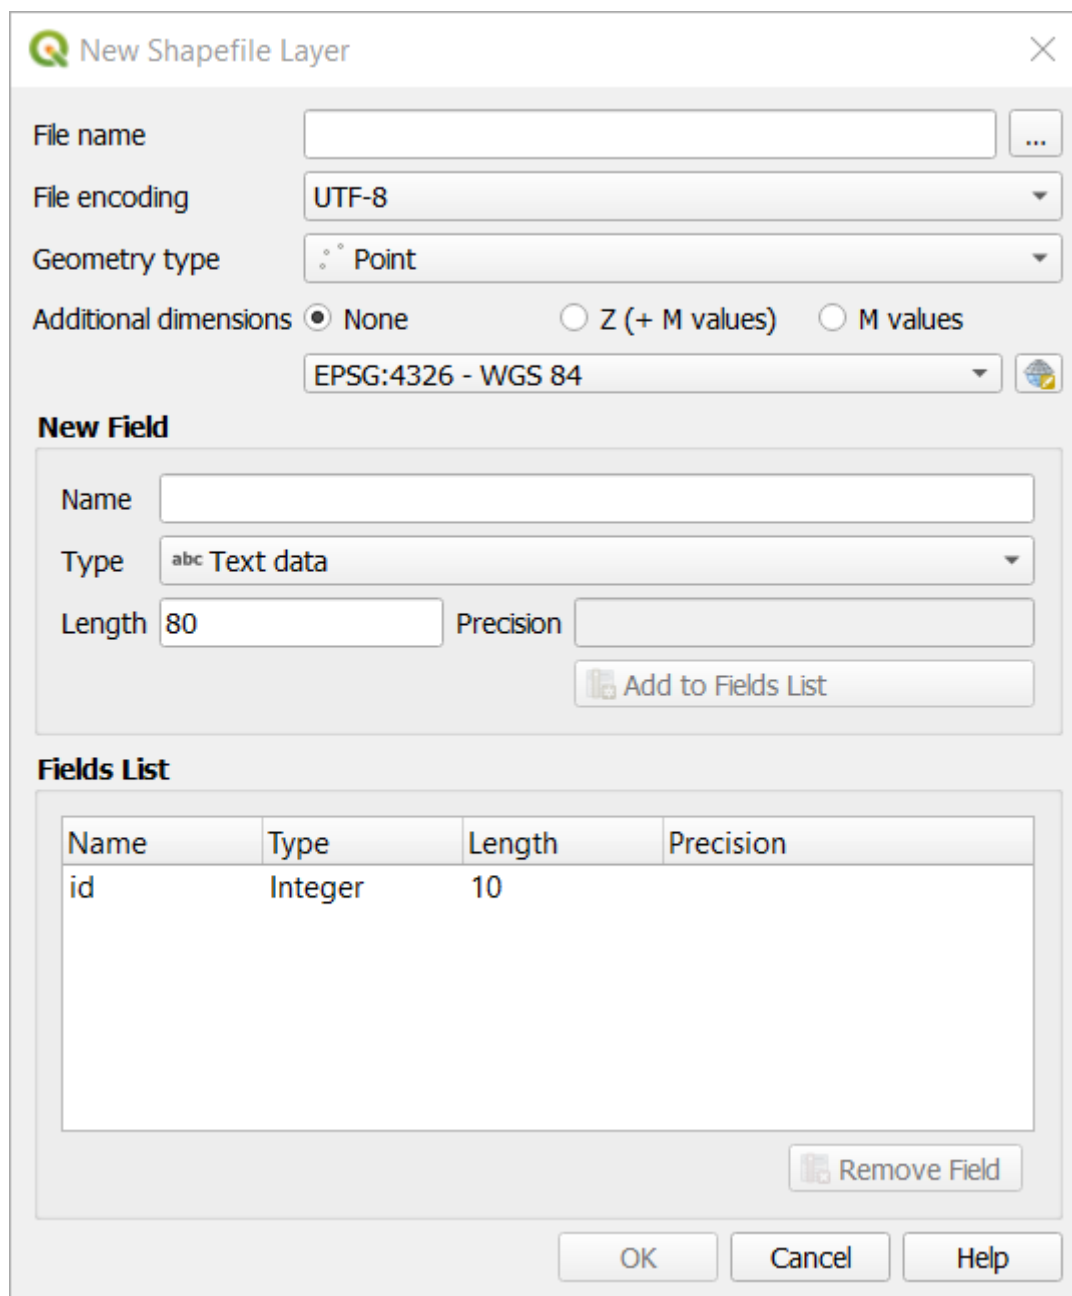 New Shapefile Layer
File name ...
File encoding UTF-8
Geometry type Point
Additional dimensions None Z (+ M values) M values
EPSG:4326 - WGS 84
New Field
Name
Type abc Text data
Length 80 Precision
Add to Fields List
Fields List
Name Type Length Precision
id Integer 10
Remove Field
OK Cancel Help